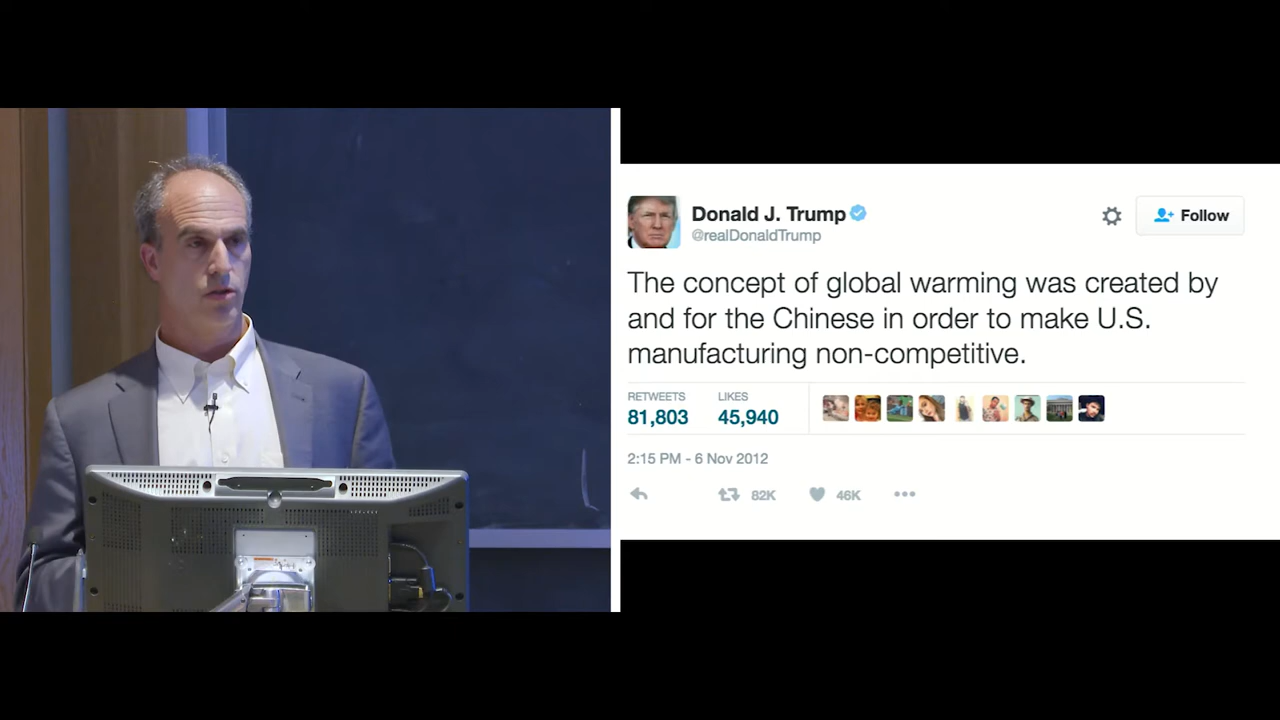 Donald J. Trump
@realDonaldTrump
Follow
The concept of global warming was created by
and for the Chinese in order to make U.S.
manufacturing non-competitive.
RETWEETS LIKES
81,803 45,940
2:15 PM - 6 Nov 2012
82K 46K